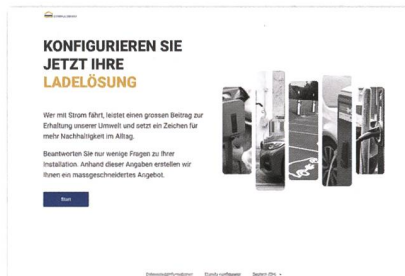 KONFIGURIEREN SIE
JETZT IHRE
LADELÖSUNG
Wer mit Strom fährt, leistet einen grossen Beitrag zur
Erhaltung unserer Umwelt und setzt ein Zeichen für
mehr Nachhaltigkeit im Alltag.
Beantworten Sie nur wenige Fragen zu Ihrer
Installation. Anhand dieser Angaben erstellen wir
Ihnen ein massgeschneidertes Angebot.
Start